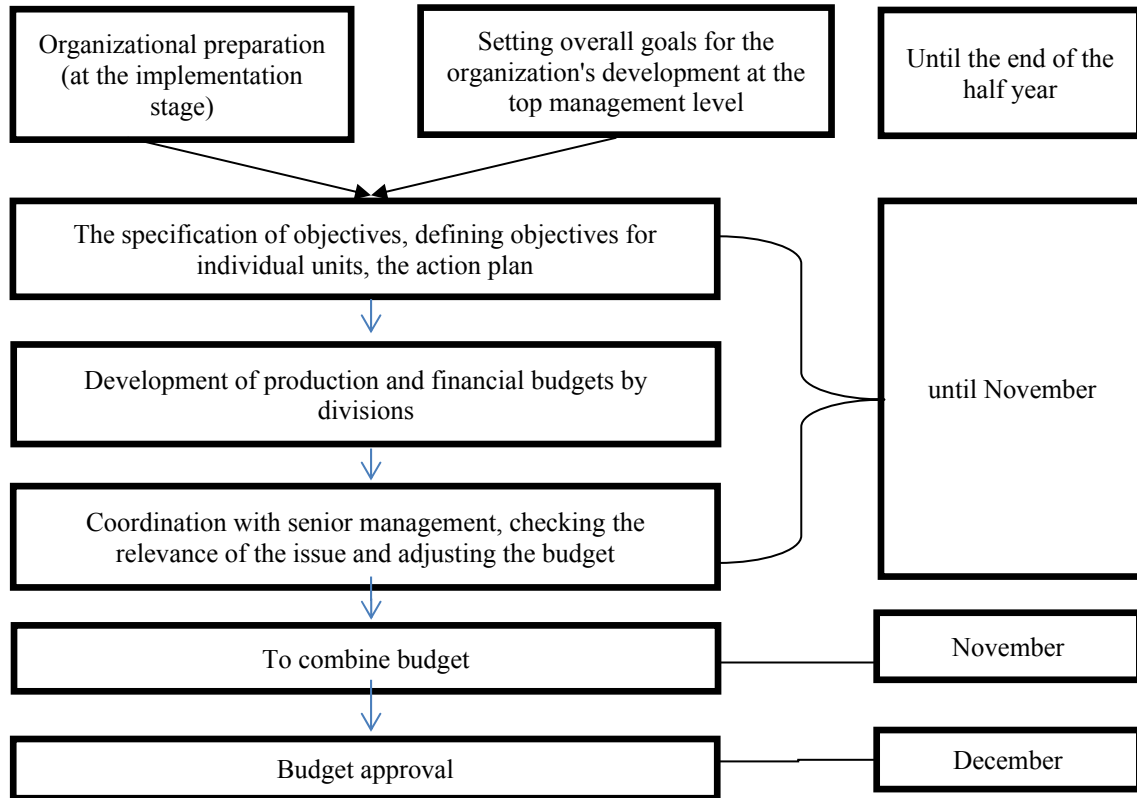 Organizational preparation
(at the implementation
stage)
Setting overall goals for the
organization's development at the
top management level
Until the end of the
half year
The specification of objectives, defining objectives for
individual units, the action plan
Development of production and financial budgets by
divisions
until November
Coordination with senior management, checking the
relevance of the issue and adjusting the budget
To combine budget
November
Budget approval
December